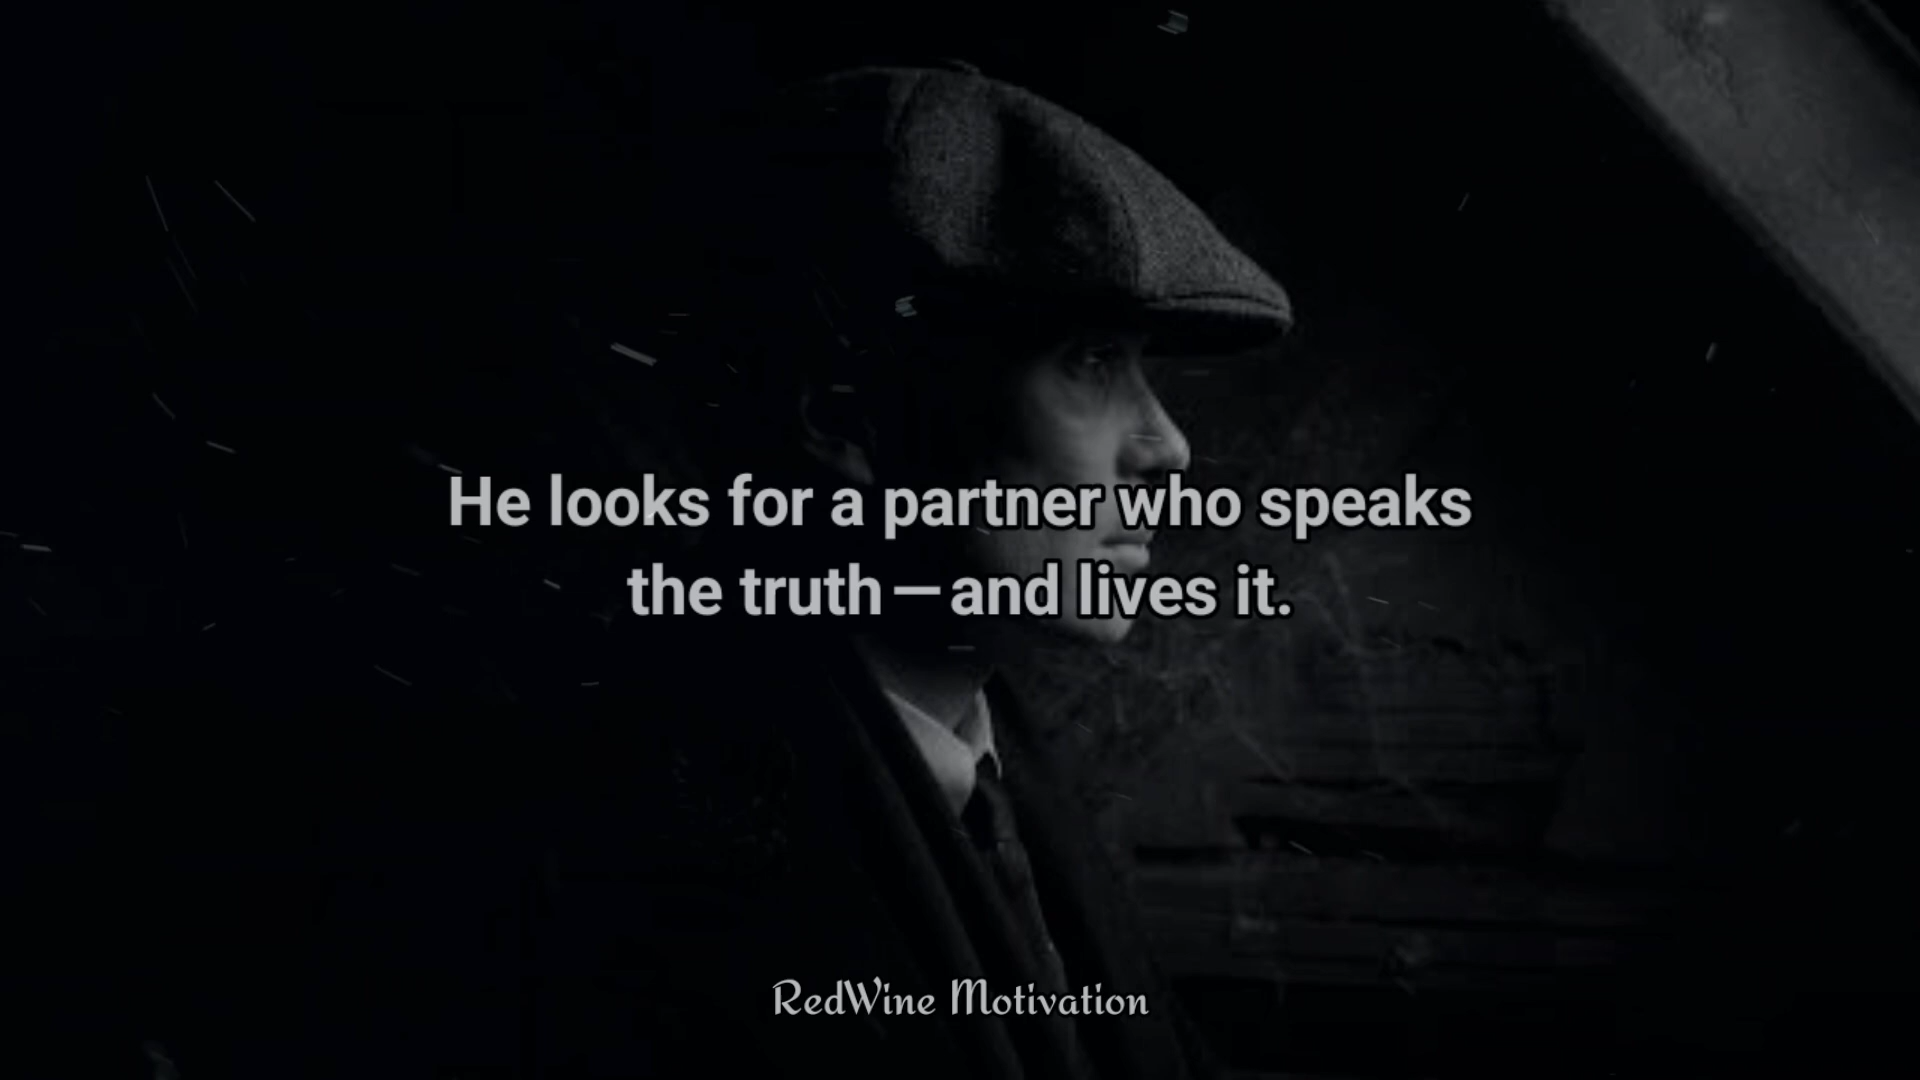 He looks for a partner who speaks
the truth—and lives it.
RedWine Motivation